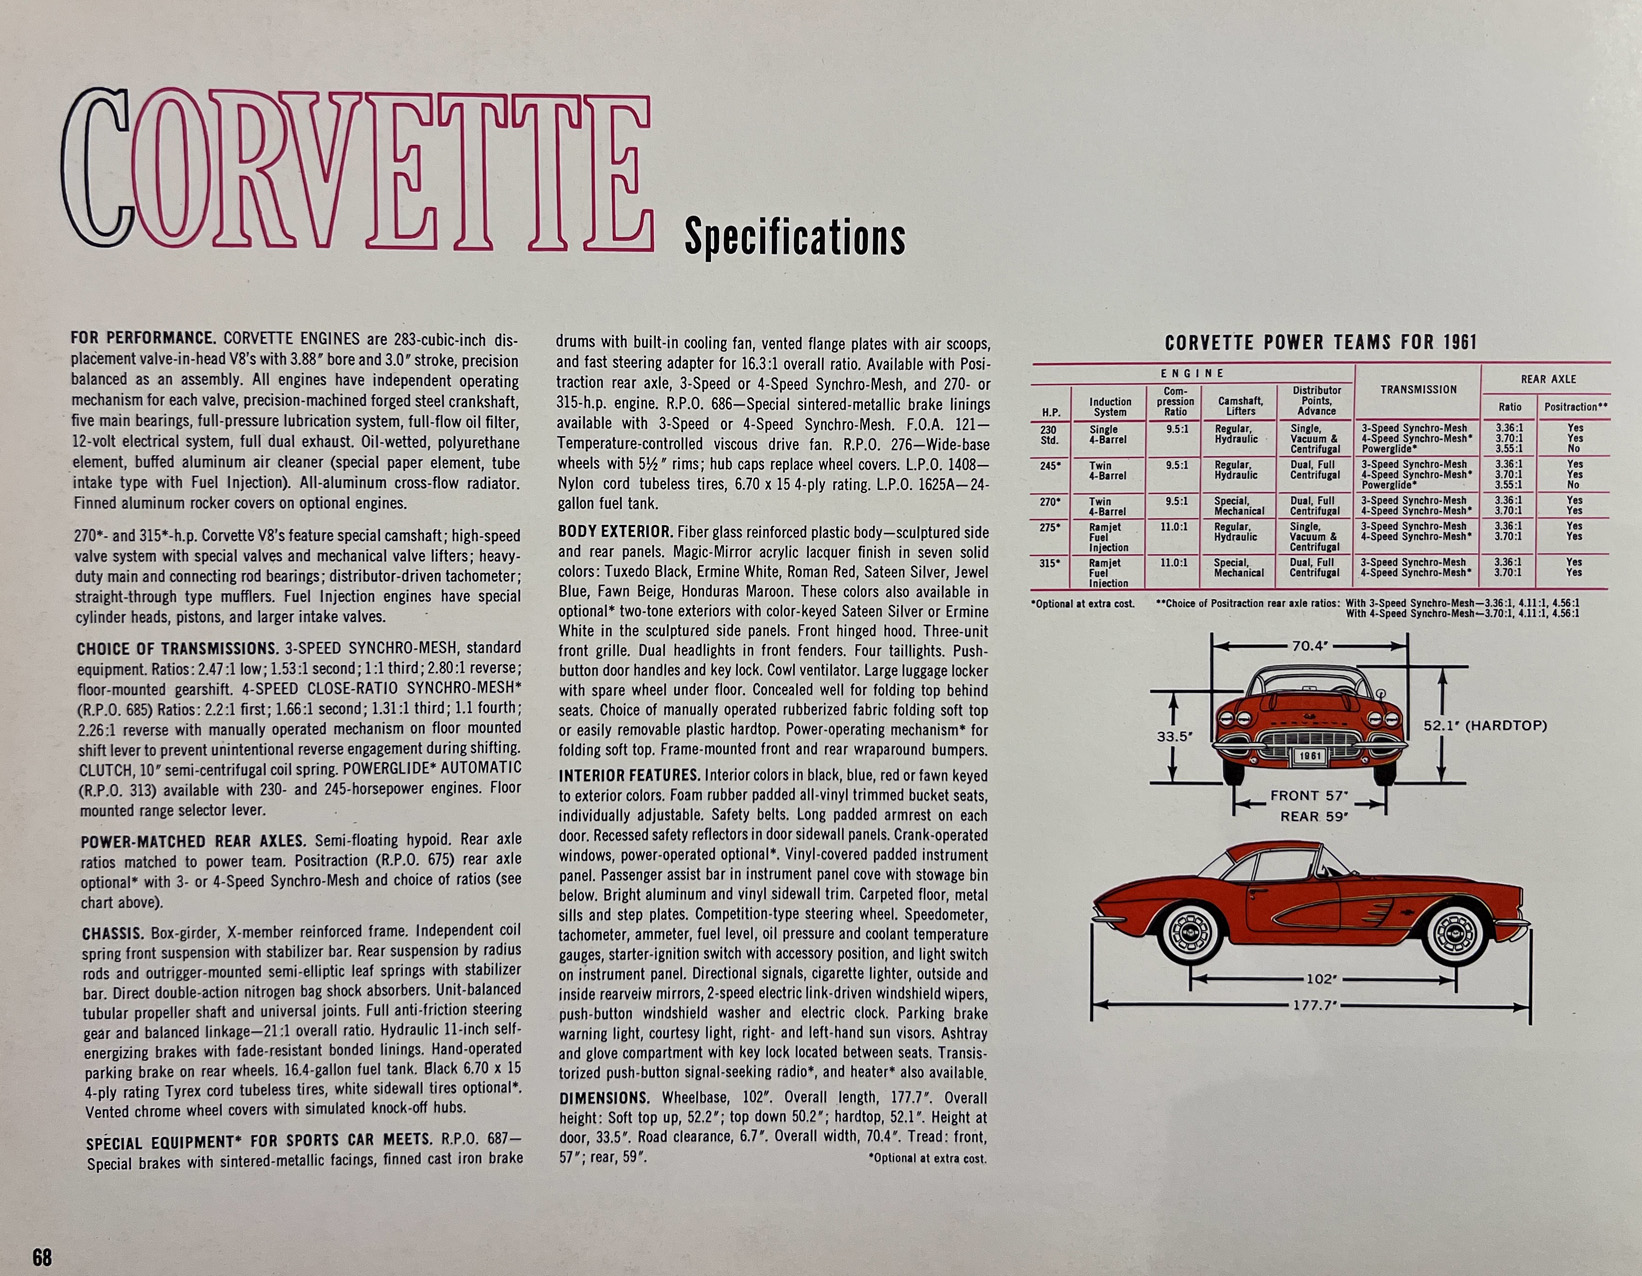 CORVETTE Specifications
FOR PERFORMANCE. CORVETTE ENGINES are 283-cubic-inch dis-
placement valve-in-head V8's with 3.88″ bore and 3.0″ stroke, precision
balanced as an assembly. All engines have independent operating
mechanism for each valve, precision-machined forged steel crankshaft,
five main bearings, full-pressure lubrication system, full-flow oil filter,
12-volt electrical system, full dual exhaust. Oil-wetted, polyurethane
element, buffed aluminum air cleaner (special paper element, tube
intake type with Fuel Injection). All-aluminum cross-flow radiator.
Finned aluminum rocker covers on optional engines.
270*- and 315*-h.p. Corvette V8's feature special camshaft; high-speed
valve system with special valves and mechanical valve lifters; heavy-
duty main and connecting rod bearings; distributor-driven tachometer;
straight-through type mufflers. Fuel Injection engines have special
cylinder heads, pistons, and larger intake valves.
CHOICE OF TRANSMISSIONS. 3-SPEED SYNCHRO-MESH, standard
equipment. Ratios: 2.47:1 low; 1.53:1 second; 1:1 third; 2.80:1 reverse;
floor-mounted gearshift. 4-SPEED CLOSE-RATIO SYNCHRO-MESH*
(R.P.O. 685) Ratios: 2.2:1 first; 1.66:1 second; 1.31:1 third; 1.1 fourth;
2.26:1 reverse with manually operated mechanism on floor mounted
shift lever to prevent unintentional reverse engagement during shifting.
CLUTCH, 10″ semi-centrifugal coil spring. POWERGLIDE* AUTOMATIC
(R.P.O. 313) available with 230- and 245-horsepower engines. Floor
mounted range selector lever.
POWER-MATCHED REAR AXLES. Semi-floating hypoid. Rear axle
ratios matched to power team. Positraction (R.P.O. 675) rear axle
optional* with 3- or 4-Speed Synchro-Mesh and choice of ratios (see
chart above).
CHASSIS. Box-girder, X-member reinforced frame. Independent coil
spring front suspension with stabilizer bar. Rear suspension by radius
rods and outrigger-mounted semi-elliptic leaf springs with stabilizer
bar. Direct double-action nitrogen bag shock absorbers. Unit-balanced
tubular propeller shaft and universal joints. Full anti-friction steering
gear and balanced linkage—21:1 overall ratio. Hydraulic 11-inch self-
energizing brakes with fade-resistant bonded linings. Hand-operated
parking brake on rear wheels. 16.4-gallon fuel tank. Black 6.70 x 15
4-ply rating Tyrex cord tubeless tires, white sidewall tires optional*.
Vented chrome wheel covers with simulated knock-off hubs.
SPECIAL EQUIPMENT* FOR SPORTS CAR MEETS. R.P.O. 687—
Special brakes with sintered-metallic facings, finned cast iron brake
drums with built-in cooling fan, vented flange plates with air scoops,
and fast steering adapter for 16.3:1 overall ratio. Available with Posi-
traction rear axle, 3-Speed or 4-Speed Synchro-Mesh, and 270- or
315-h.p. engine. R.P.O. 686—Special sintered-metallic brake linings
available with 3-Speed or 4-Speed Synchro-Mesh. F.O.A. 121—
Temperature-controlled viscous drive fan. R.P.O. 276—Wide-base
wheels with 5½″ rims; hub caps replace wheel covers. L.P.O. 1408—
Nylon cord tubeless tires, 6.70 x 15 4-ply rating. L.P.O. 1625A—24-
gallon fuel tank.
BODY EXTERIOR. Fiber glass reinforced plastic body—sculptured side
and rear panels. Magic-Mirror acrylic lacquer finish in seven solid
colors: Tuxedo Black, Ermine White, Roman Red, Sateen Silver, Jewel
Blue, Fawn Beige, Honduras Maroon. These colors also available in
optional* two-tone exteriors with color-keyed Sateen Silver or Ermine
White in the sculptured side panels. Front hinged hood. Three-unit
front grille. Dual headlights in front fenders. Four taillights. Push-
button door handles and key lock. Cowl ventilator. Large luggage locker
with spare wheel under floor. Concealed well for folding top behind
seats. Choice of manually operated rubberized fabric folding soft top
or easily removable plastic hardtop. Power-operating mechanism* for
folding soft top. Frame-mounted front and rear wraparound bumpers.
INTERIOR FEATURES. Interior colors in black, blue, red or fawn keyed
to exterior colors. Foam rubber padded all-vinyl trimmed bucket seats,
individually adjustable. Safety belts. Long padded armrest on each
door. Recessed safety reflectors in door sidewall panels. Crank-operated
windows, power-operated optional*. Vinyl-covered padded instrument
panel. Passenger assist bar in instrument panel cove with stowage bin
below. Bright aluminum and vinyl sidewall trim. Carpeted floor, metal
sills and step plates. Competition-type steering wheel. Speedometer,
tachometer, ammeter, fuel level, oil pressure and coolant temperature
gauges, starter-ignition switch with accessory position, and light switch
on instrument panel. Directional signals, cigarette lighter, outside and
inside rearveiw mirrors, 2-speed electric link-driven windshield wipers,
push-button windshield washer and electric clock. Parking brake
warning light, courtesy light, right- and left-hand sun visors. Ashtray
and glove compartment with key lock located between seats. Transis-
torized push-button signal-seeking radio*, and heater* also available.
DIMENSIONS. Wheelbase, 102″. Overall length, 177.7″. Overall
height: Soft top up, 52.2″; top down 50.2″; hardtop, 52.1″. Height at
door, 33.5″. Road clearance, 6.7″. Overall width, 70.4″. Tread: front,
57″; rear, 59″. *Optional at extra cost.
CORVETTE POWER TEAMS FOR 1961
ENGINE TRANSMISSION REAR AXLE
H.P. Induction System Com-pression Ratio Camshaft, Lifters Distributor Points, Advance Ratio Positraction**
230 Single 9.5:1 Regular, Single, 3-Speed Synchro-Mesh 3.36:1 Yes
Std. 4-Barrel Hydraulic Vacuum & 4-Speed Synchro-Mesh* 3.70:1 Yes
Centrifugal Powerglide* 3.55:1 No
245* Twin 9.5:1 Regular, Dual, Full 3-Speed Synchro-Mesh 3.36:1 Yes
4-Barrel Hydraulic Centrifugal 4-Speed Synchro-Mesh* 3.70:1 Yes
Powerglide* 3.55:1 No
270* Twin 9.5:1 Special, Dual, Full 3-Speed Synchro-Mesh 3.36:1 Yes
4-Barrel Mechanical Centrifugal 4-Speed Synchro-Mesh* 3.70:1 Yes
275* Ramjet 11.0:1 Regular, Single, 3-Speed Synchro-Mesh 3.36:1 Yes
Fuel Hydraulic Vacuum & 4-Speed Synchro-Mesh* 3.70:1 Yes
Injection Centrifugal
315* Ramjet 11.0:1 Special, Dual, Full 3-Speed Synchro-Mesh 3.36:1 Yes
Fuel Mechanical Centrifugal 4-Speed Synchro-Mesh* 3.70:1 Yes
Injection
*Optional at extra cost. **Choice of Positraction rear axle ratios: With 3-Speed Synchro-Mesh—3.36:1, 4.11:1, 4.56:1
With 4-Speed Synchro-Mesh—3.70:1, 4.11:1, 4.56:1
70.4″
33.5″
52.1″ (HARDTOP)
1961
FRONT 57″
REAR 59″
102″
177.7″
68